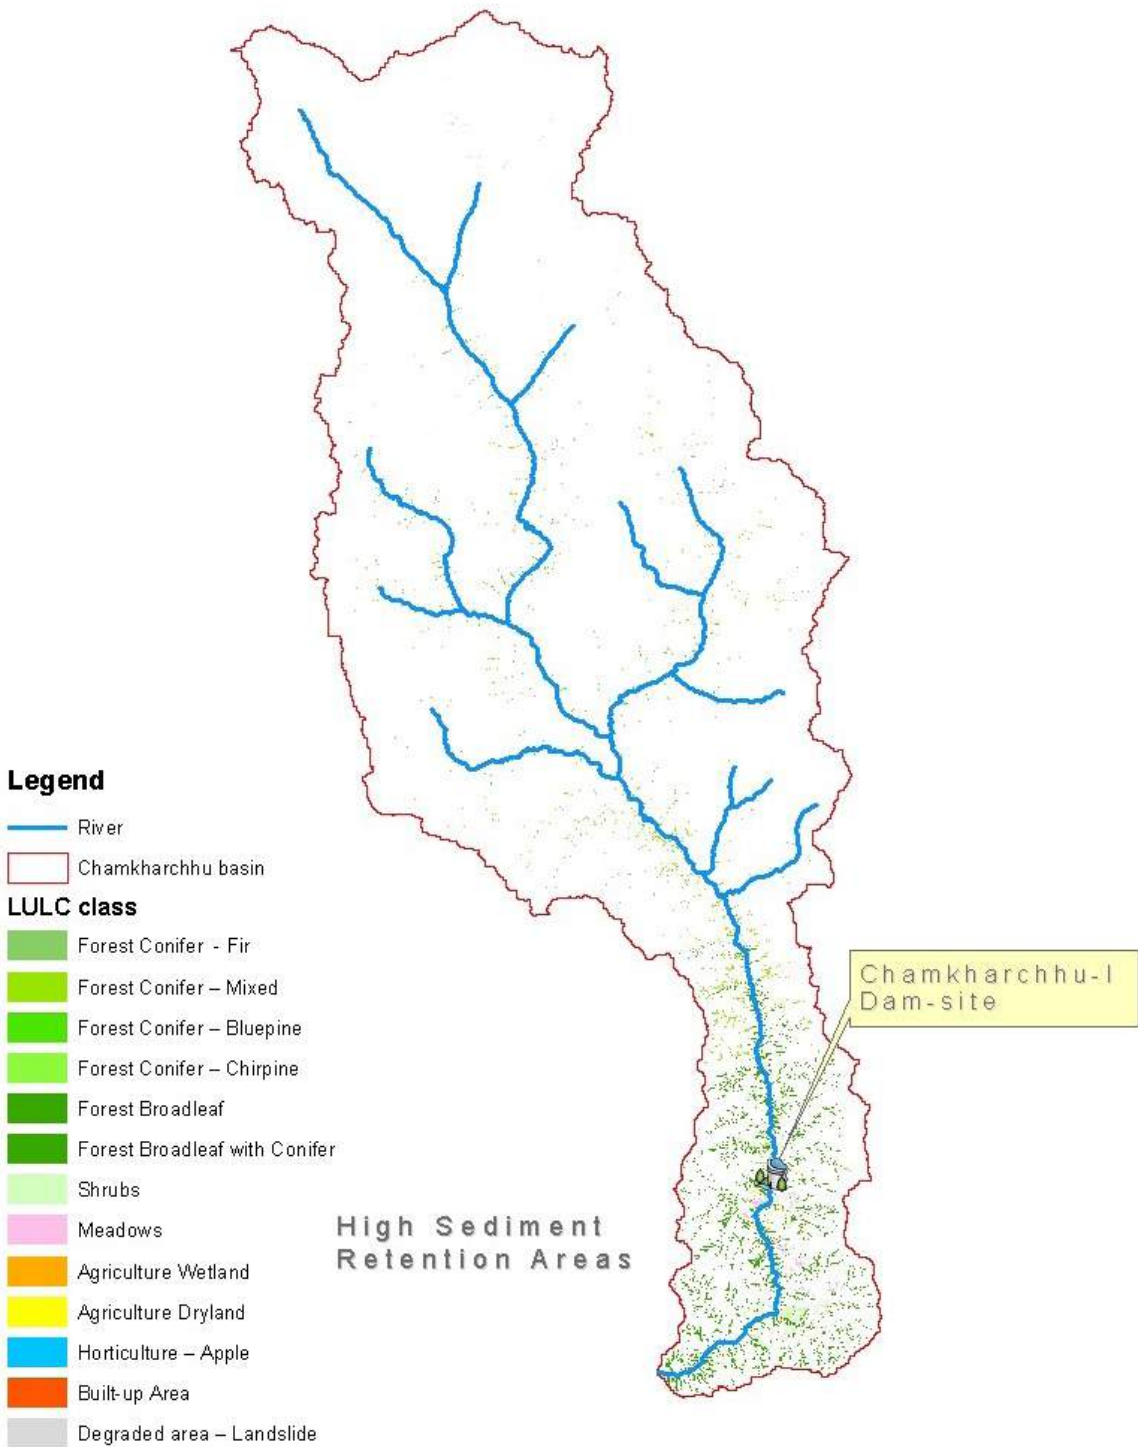 Legend
River
Chamkharchhu basin
LULC class
Forest Conifer - Fir
Forest Conifer – Mixed
Forest Conifer – Bluepine
Forest Conifer – Chirpine
Forest Broadleaf
Forest Broadleaf with Conifer
Shrubs
Meadows
Agriculture Wetland
Agriculture Dryland
Horticulture – Apple
Built-up Area
Degraded area – Landslide
Chamkharchhu-I
Dam-site
High Sediment
Retention Areas